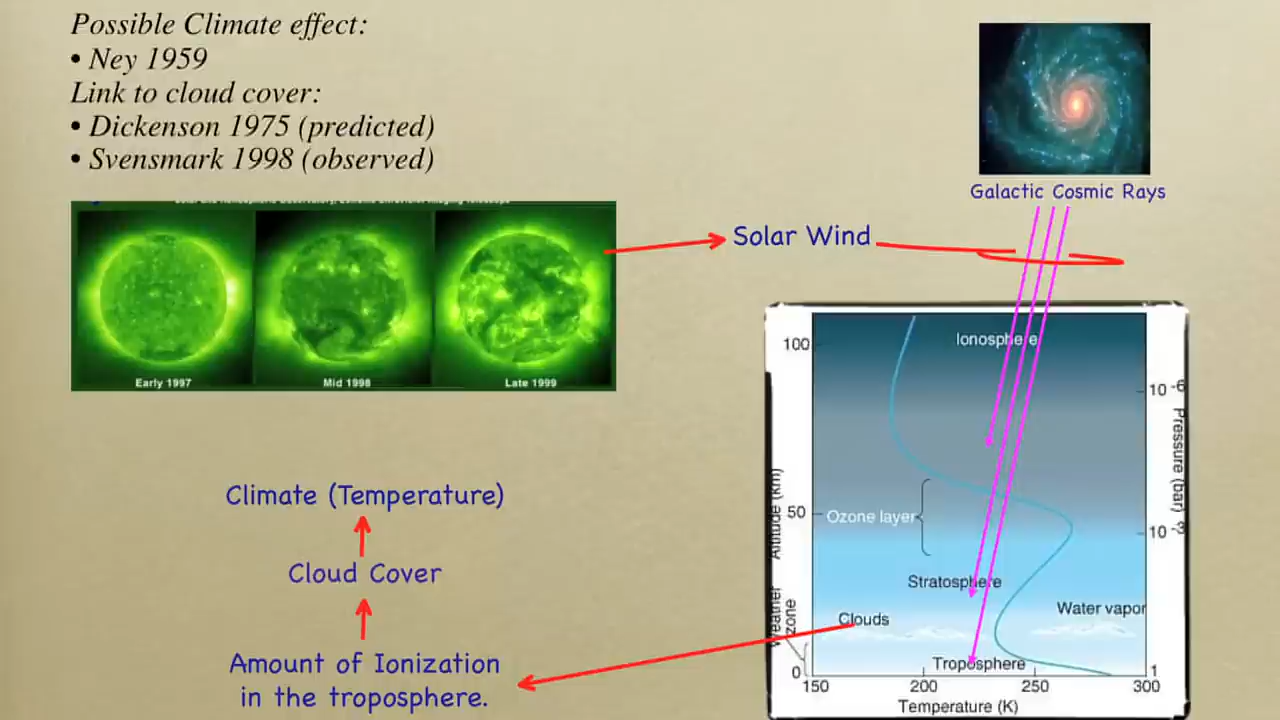 Possible Climate effect:
• Ney 1959
Link to cloud cover:
• Dickenson 1975 (predicted)
• Svensmark 1998 (observed)
Galactic Cosmic Rays
Solar Wind
Early 1997
Mid 1998
Late 1999
Climate (Temperature)
Cloud Cover
Amount of Ionization
in the troposphere.
Ionosphere
100
10 -6
Pressure (bar)
Altitude (km)
50
Ozone layer
10 -3
Stratosphere
Water vapor
Clouds
Weather
zone
Troposphere
0
1
150 200 250 300
Temperature (K)